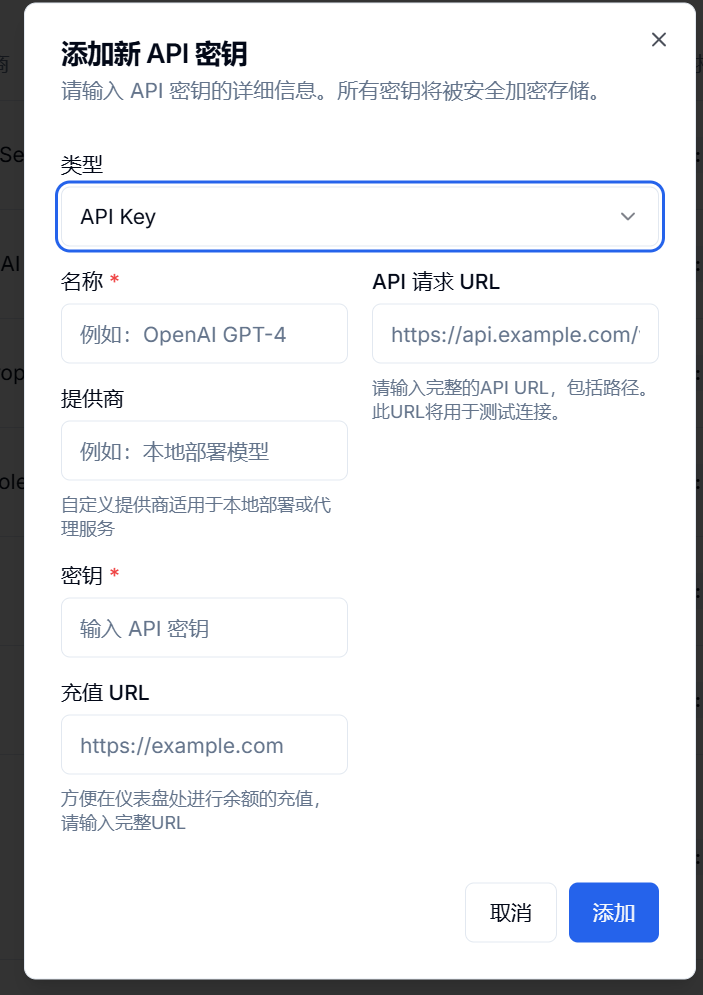 添加新 API 密钥
请输入 API 密钥的详细信息。所有密钥将被安全加密存储。
类型
API Key
名称 *
例如：OpenAI GPT-4
API 请求 URL
https://api.example.com/
请输入完整的API URL，包括路径。
此URL将用于测试连接。
提供商
例如：本地部署模型
自定义提供商适用于本地部署或代
理服务
密钥 *
输入 API 密钥
充值 URL
https://example.com
方便在仪表盘处进行余额的充值，
请输入完整URL
取消
添加